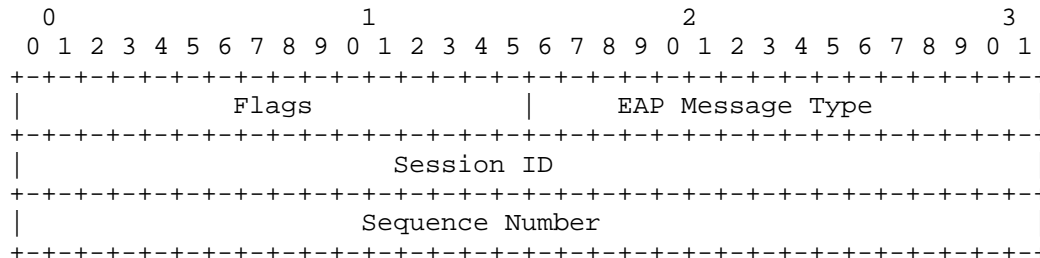 0                   1                   2                   3
 0 1 2 3 4 5 6 7 8 9 0 1 2 3 4 5 6 7 8 9 0 1 2 3 4 5 6 7 8 9 0 1
+-+-+-+-+-+-+-+-+-+-+-+-+-+-+-+-+-+-+-+-+-+-+-+-+-+-+-+-+-+-+-+--
|             Flags             |     EAP Message Type          |
+-+-+-+-+-+-+-+-+-+-+-+-+-+-+-+-+-+-+-+-+-+-+-+-+-+-+-+-+-+-+-+--
|                       Session ID                              |
+-+-+-+-+-+-+-+-+-+-+-+-+-+-+-+-+-+-+-+-+-+-+-+-+-+-+-+-+-+-+-+--
|                     Sequence Number                           |
+-+-+-+-+-+-+-+-+-+-+-+-+-+-+-+-+-+-+-+-+-+-+-+-+-+-+-+-+-+-+-+--